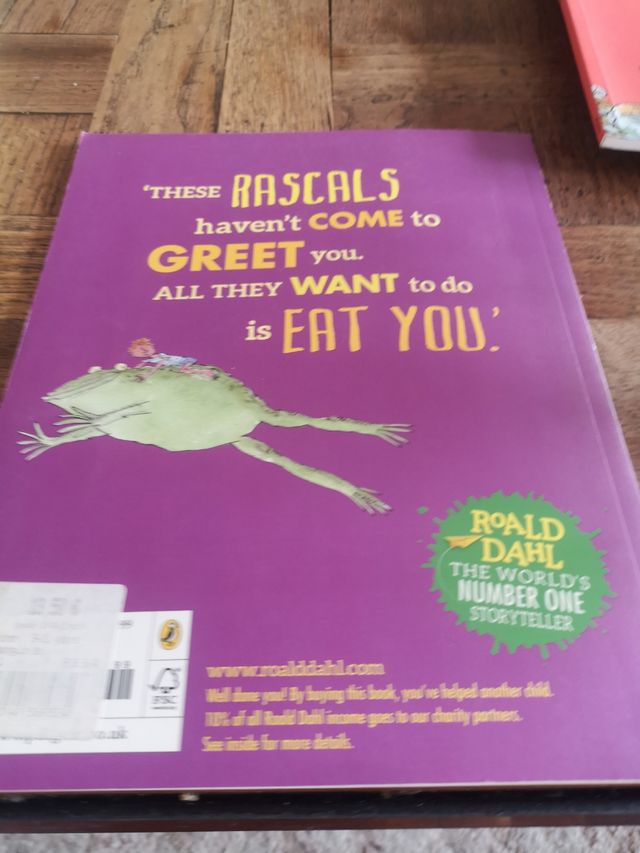 ‘THESE RASCALS
haven't COME to
GREET you.
ALL THEY WANT to do
is EAT YOU.’
ROALD
DAHL
THE WORLD'S
NUMBER ONE
STORYTELLER
www.roalddahl.com
Well done you! By buying this book, you've helped another child.
10% of all Roald Dahl income goes to our charity partners.
See inside for more details.
FSC